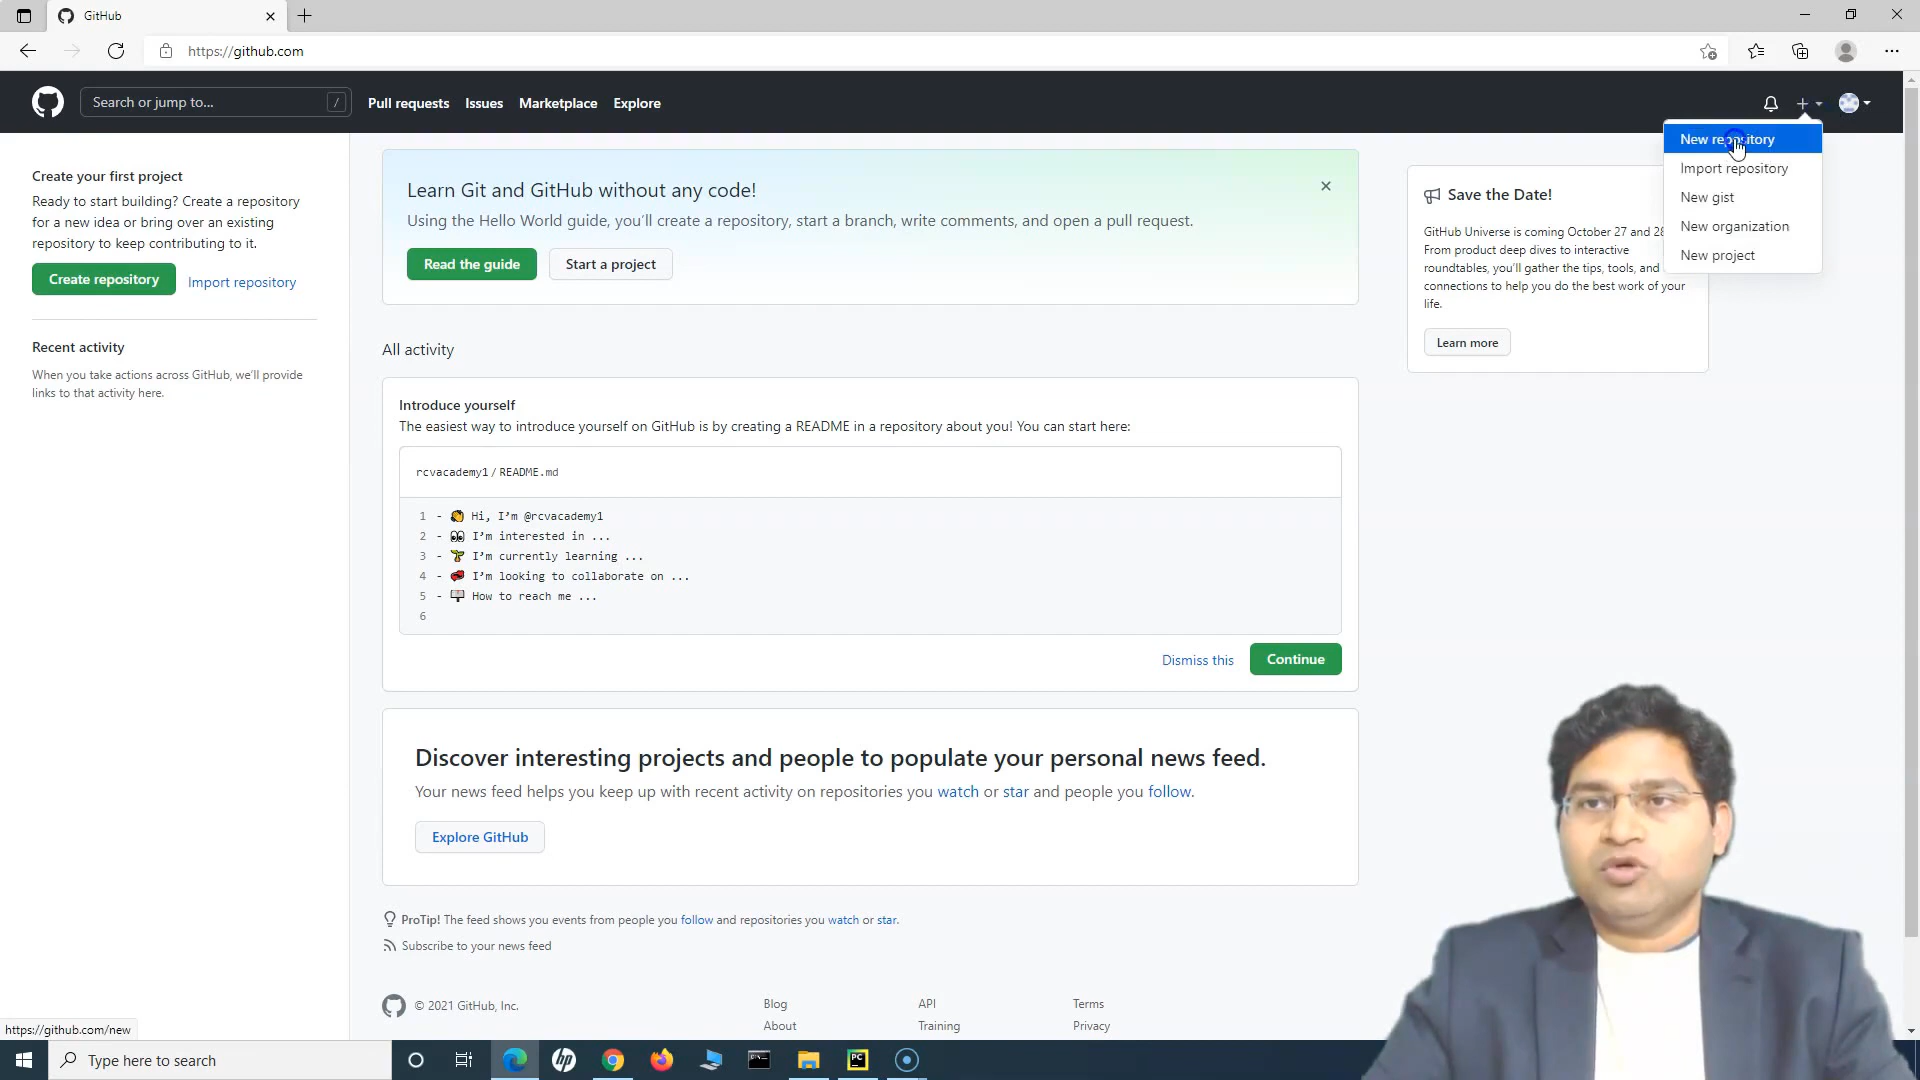 GitHub
https://github.com
Search or jump to...
/
Pull requests
Issues
Marketplace
Explore
New repository
Import repository
New gist
New organization
New project
Create your first project
Ready to start building? Create a repository
for a new idea or bring over an existing
repository to keep contributing to it.
Create repository
Import repository
Recent activity
When you take actions across GitHub, we'll provide
links to that activity here.
Learn Git and GitHub without any code!
Using the Hello World guide, you'll create a repository, start a branch, write comments, and open a pull request.
Read the guide
Start a project
All activity
Introduce yourself
The easiest way to introduce yourself on GitHub is by creating a README in a repository about you! You can start here:
rcvacademy1/README.md
1 - 👋 Hi, I'm @rcvacademy1
2 - 👀 I'm interested in ...
3 - 🌱 I'm currently learning ...
4 - 💞️ I'm looking to collaborate on ...
5 - 📫 How to reach me ...
6
Dismiss this
Continue
Discover interesting projects and people to populate your personal news feed.
Your news feed helps you keep up with recent activity on repositories you watch or star and people you follow.
Explore GitHub
ProTip! The feed shows you events from people you follow and repositories you watch or star.
Subscribe to your news feed
© 2021 GitHub, Inc.
Blog
About
API
Training
Terms
Privacy
Save the Date!
GitHub Universe is coming October 27 and 28
From product deep dives to interactive
roundtables, you'll gather the tips, tools, and
connections to help you do the best work of your
life.
Learn more
https://github.com/new
Type here to search
hp
PC